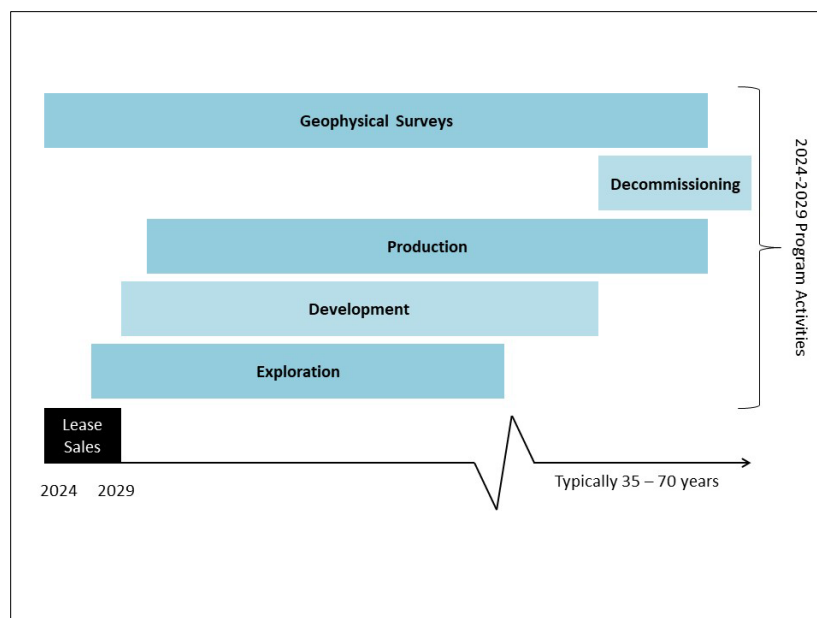 Geophysical Surveys
Decommissioning
Production
Development
Exploration
Lease
Sales
2024 2029
Typically 35 – 70 years
2024-2029 Program Activities